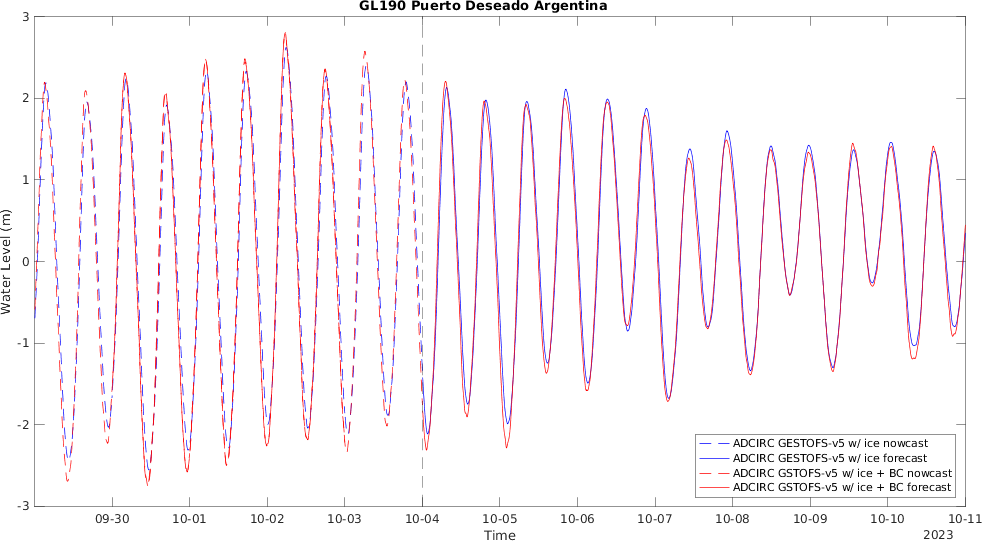 GL190 Puerto Deseado Argentina
3
2
1
0
-1
-2
-3
Water Level (m)
09-30
10-01
10-02
10-03
10-04
10-05
10-06
10-07
10-08
10-09
10-10
10-11
Time
2023
ADCIRC GESTOFS-v5 w/ ice nowcast
ADCIRC GESTOFS-v5 w/ ice forecast
ADCIRC GSTOFS-v5 w/ ice + BC nowcast
ADCIRC GSTOFS-v5 w/ ice + BC forecast